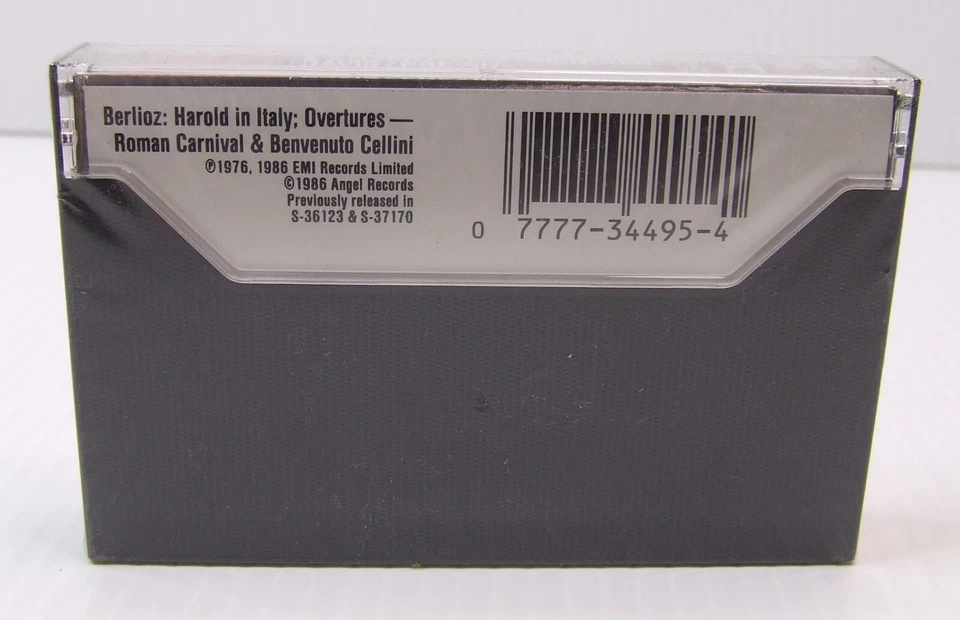 Berlioz: Harold in Italy; Overtures —
Roman Carnival & Benvenuto Cellini
℗1976, 1986 EMI Records Limited
©1986 Angel Records
Previously released in
S-36123 & S-37170
0 7777-34495-4